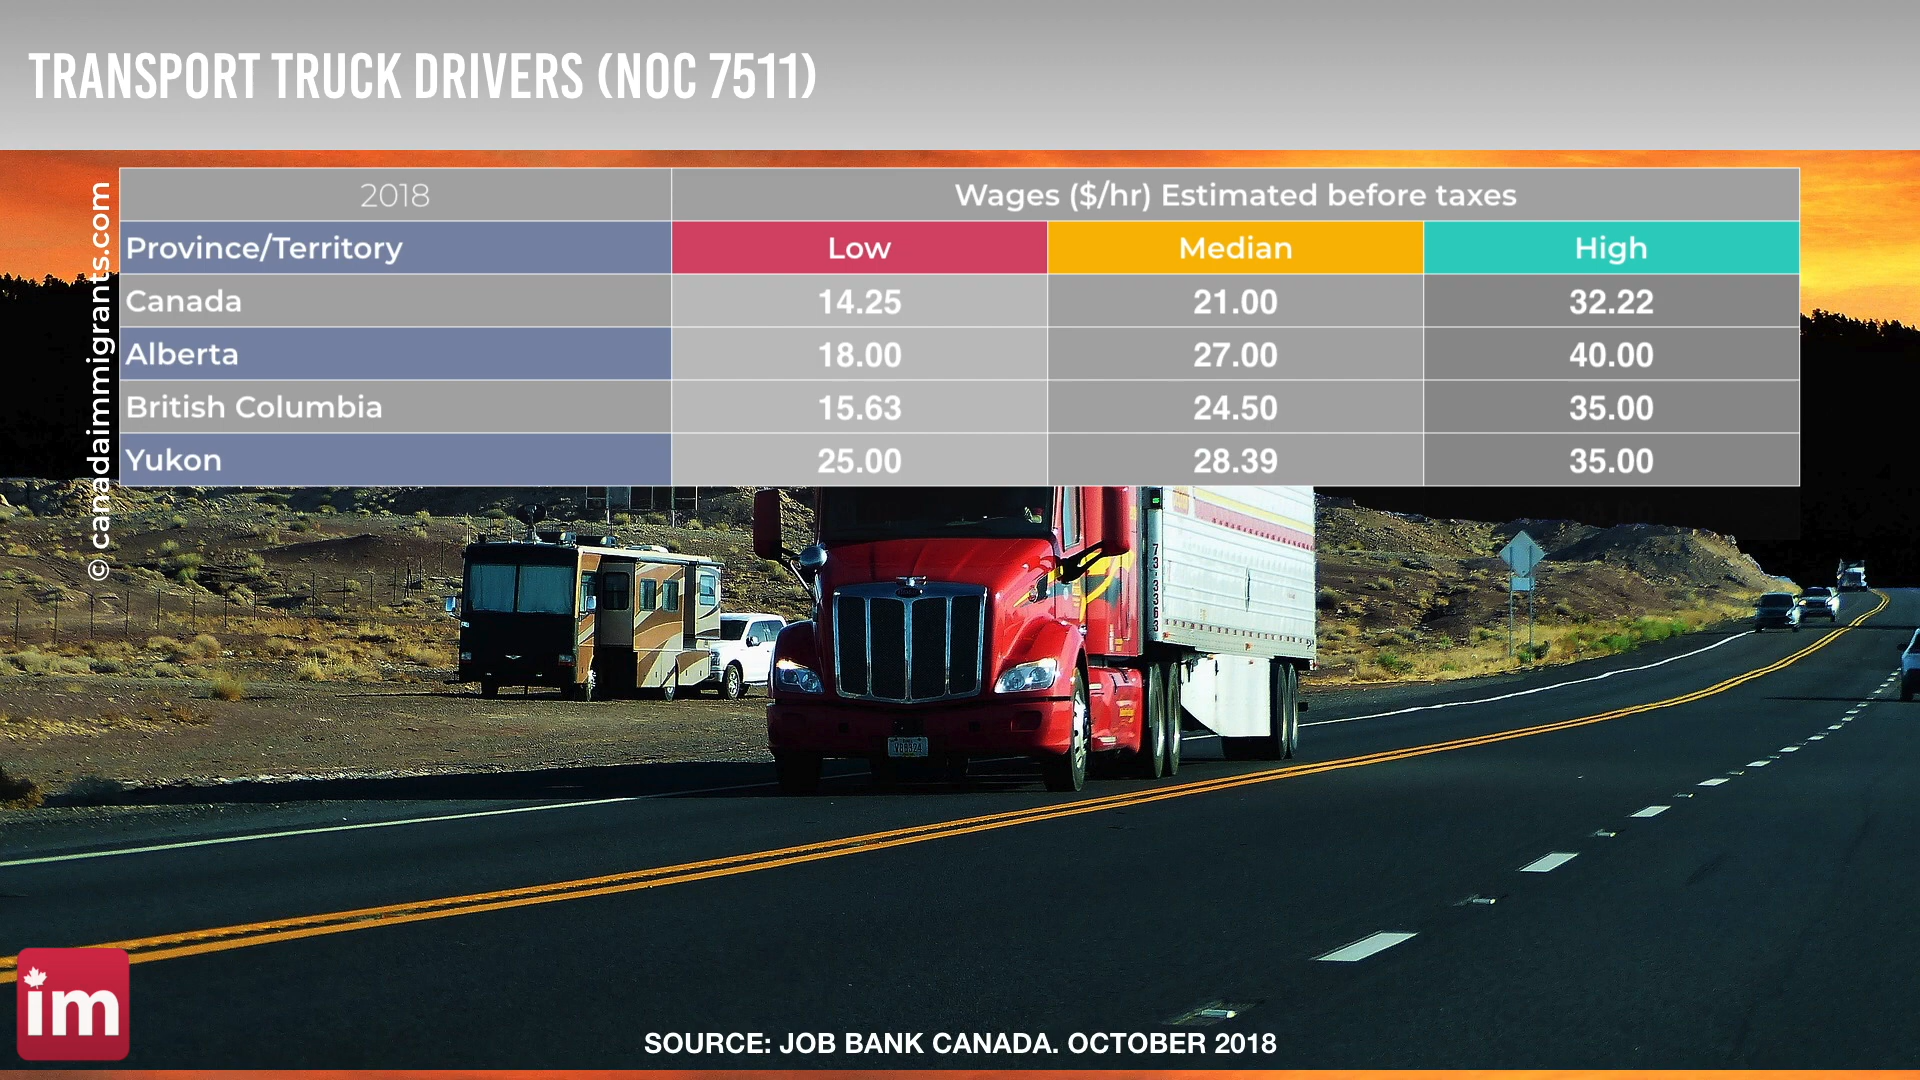 TRANSPORT TRUCK DRIVERS (NOC 7511)
2018 Wages ($/hr) Estimated before taxes
Province/Territory Low Median High
Canada 14.25 21.00 32.22
Alberta 18.00 27.00 40.00
British Columbia 15.63 24.50 35.00
Yukon 25.00 28.39 35.00
© canadaimmigrants.com
73-3363
im
SOURCE: JOB BANK CANADA. OCTOBER 2018